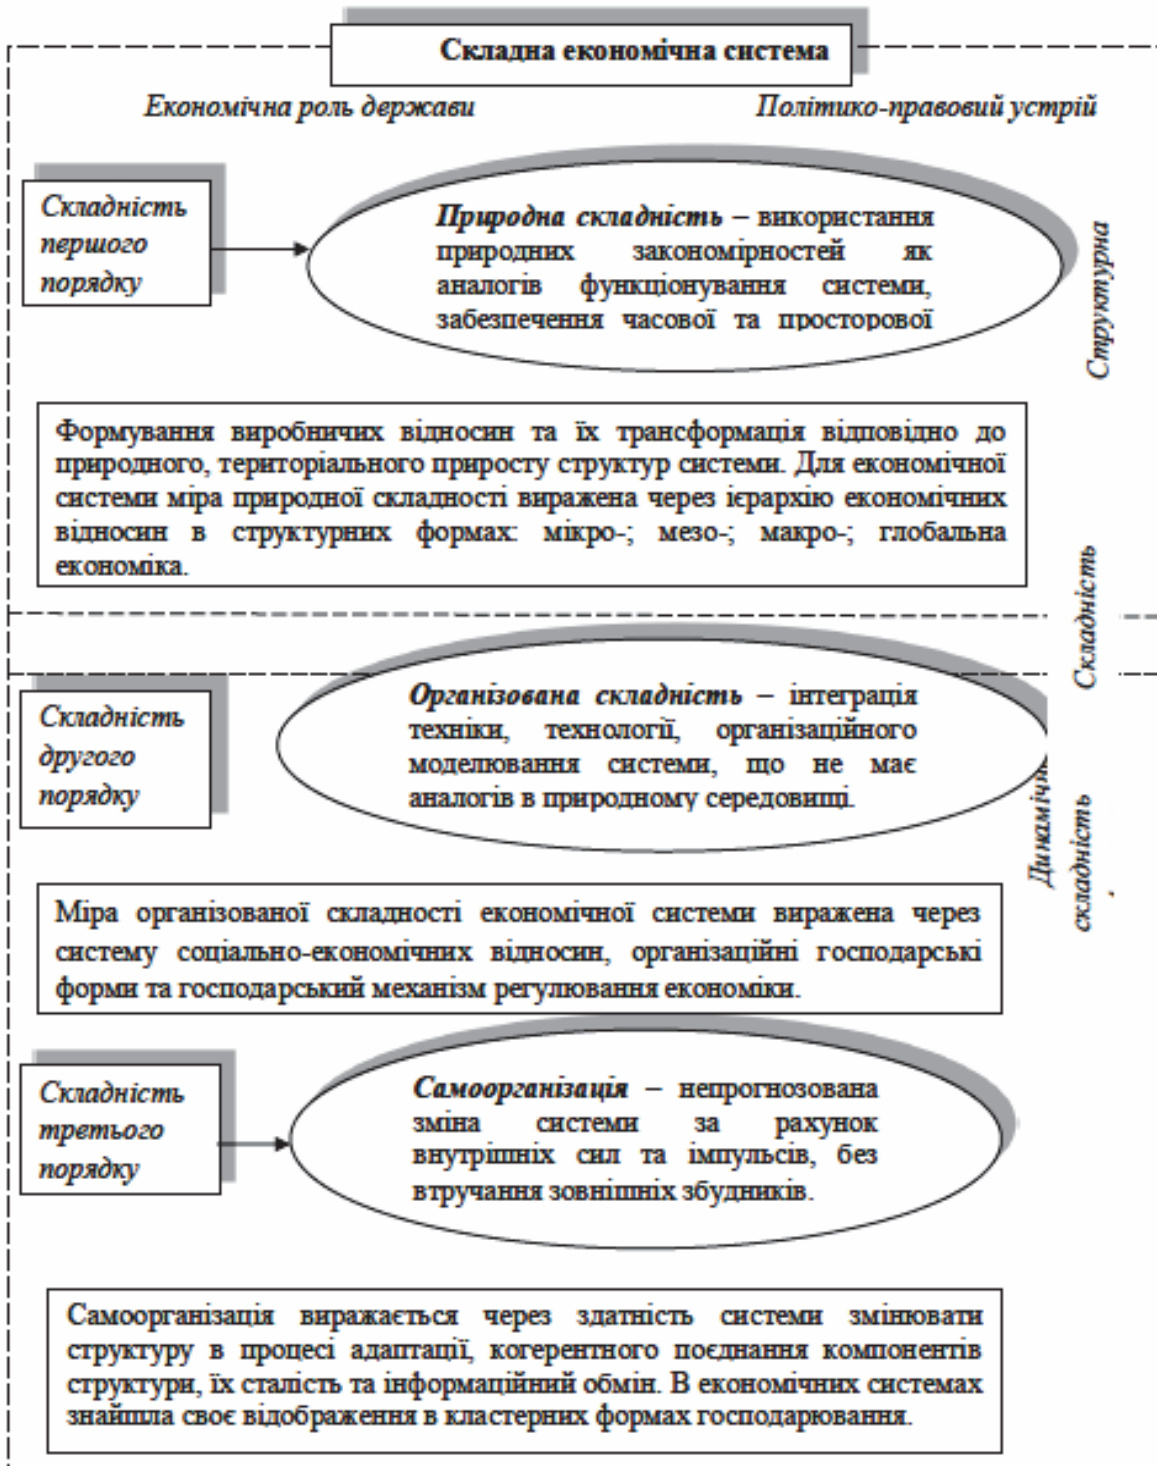 Складна економічна система
Економічна роль держави
Політико-правовий устрій
Складність
першого
порядку
Природна складність – використання
природних закономірностей як
аналогів функціонування системи,
забезпечення часової та просторової
Структурна
Формування виробничих відносин та їх трансформація відповідно до
природного, територіального приросту структур системи. Для економічної
системи міра природної складності виражена через ієрархію економічних
відносин в структурних формах: мікро-; мезо-; макро-; глобальна
економіка.
Складність
Складність
другого
порядку
Організована складність – інтеграція
техніки, технології, організаційного
моделювання системи, що не має
аналогів в природному середовищі.
складність
Міра організованої складності економічної системи виражена через
систему соціально-економічних відносин, організаційні господарські
форми та господарський механізм регулювання економіки.
Складність
третього
порядку
Самоорганізація – непрогнозована
зміна системи за рахунок
внутрішніх сил та імпульсів, без
втручання зовнішніх збудників.
Самоорганізація виражається через здатність системи змінювати
структуру в процесі адаптації, когерентного поєднання компонентів
структури, їх сталість та інформаційний обмін. В економічних системах
знайшла своє відображення в кластерних формах господарювання.